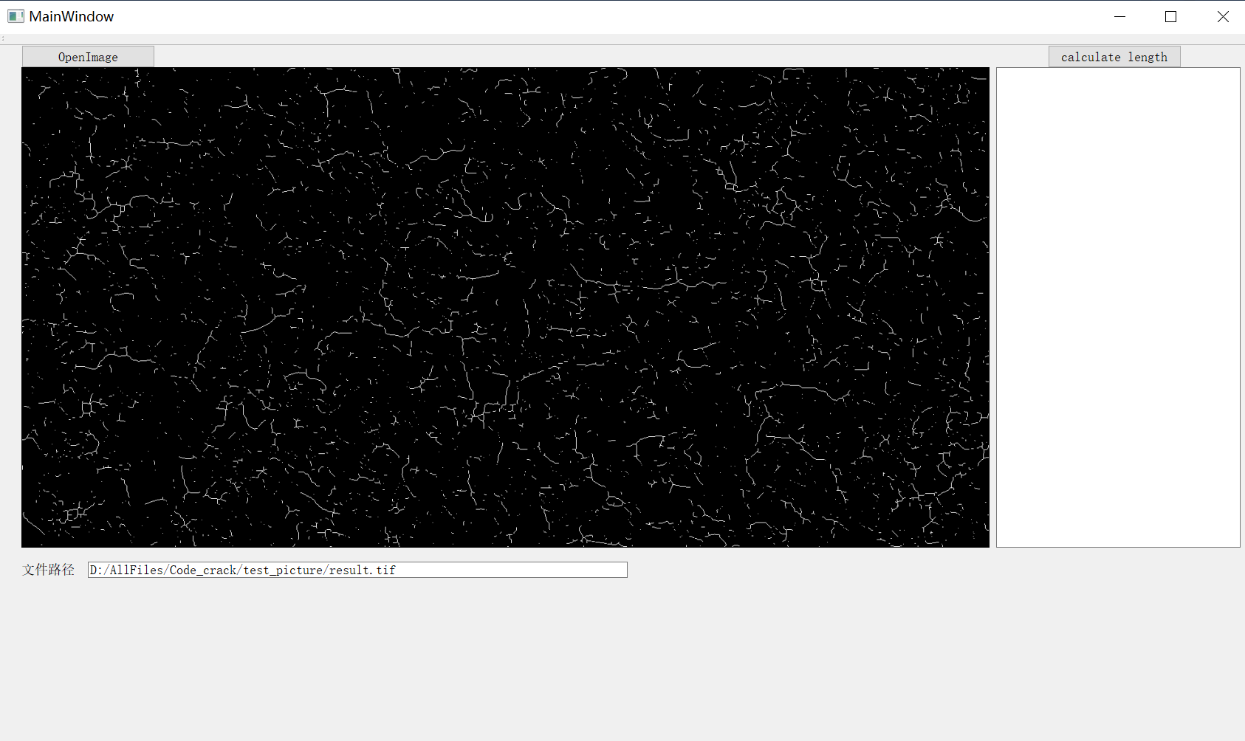 MainWindow
OpenImage
calculate length
文件路径 D:/AllFiles/Code_crack/test_picture/result.tif